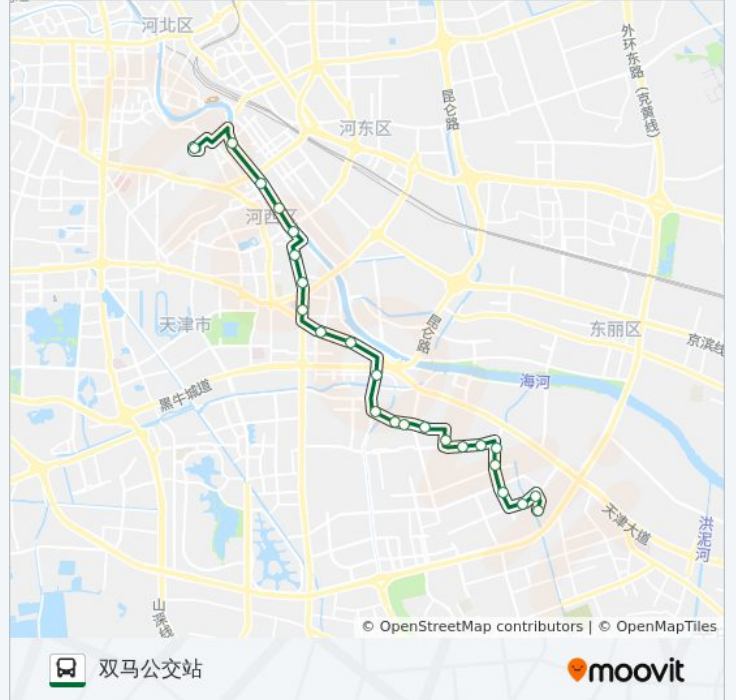 河北区
外环东路（克黄线）
昆仑路
河东区
河西区
天津市
昆仑路
东丽区
京滨线
海河
黑牛城道
天津大道
洪泥河
山深线
© OpenStreetMap contributors | © OpenMapTiles
双马公交站
moovit